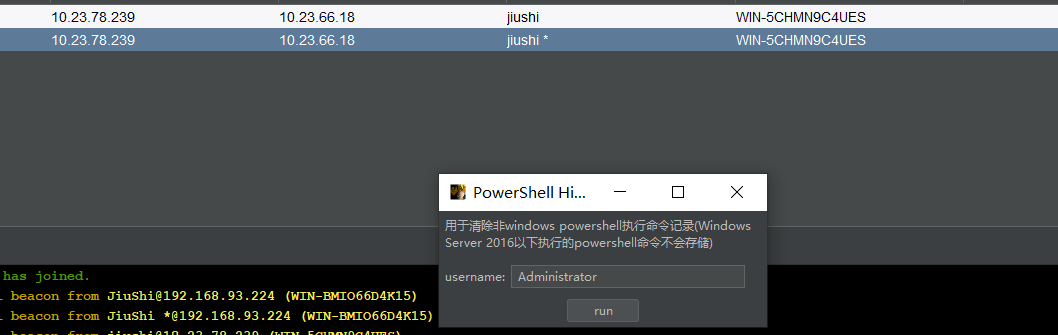 10.23.78.239 10.23.66.18 jiushi WIN-5CHMN9C4UES
10.23.78.239 10.23.66.18 jiushi * WIN-5CHMN9C4UES
PowerShell Hi...
用于清除非windows powershell执行命令记录(Windows
Server 2016以下执行的powershell命令不会存储)
username: Administrator
run
has joined.
beacon from JiuShi@192.168.93.224 (WIN-BMIO66D4K15)
beacon from JiuShi *@192.168.93.224 (WIN-BMIO66D4K15)